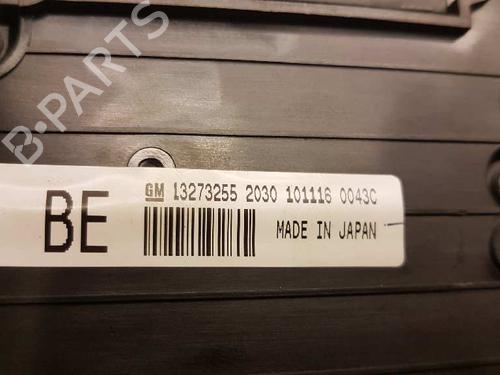 B-PARTS
GM 13273255 2030 101116 0043C
BE
MADE IN JAPAN